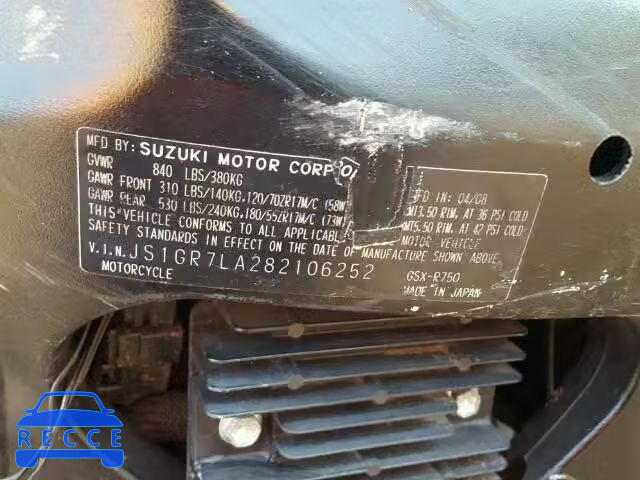 MFD BY: SUZUKI MOTOR CORPO
GVWR 840 LBS/380KG
GAWR FRONT 310 LBS/140KG,120/70ZR17M/C (58W
GAWR REAR 530 LBS/240KG,180/55ZR17M/C (73W
THIS VEHICLE CONFORMS TO ALL APPLICABL
SAFETY STANDARDS IN EFFECT ON THE DATE OF MANUFACTURE SHOWN ABOVE.
V.I.N. JS1GR7LA282106252
MOTORCYCLE
FD IN: 04/08
MT3.50 RIM, AT 36 PSI COLD
MT5.50 RIM, AT 42 PSI COLD
MOTOR VEHICLE
GSX-R750
MADE IN JAPAN
RECCE